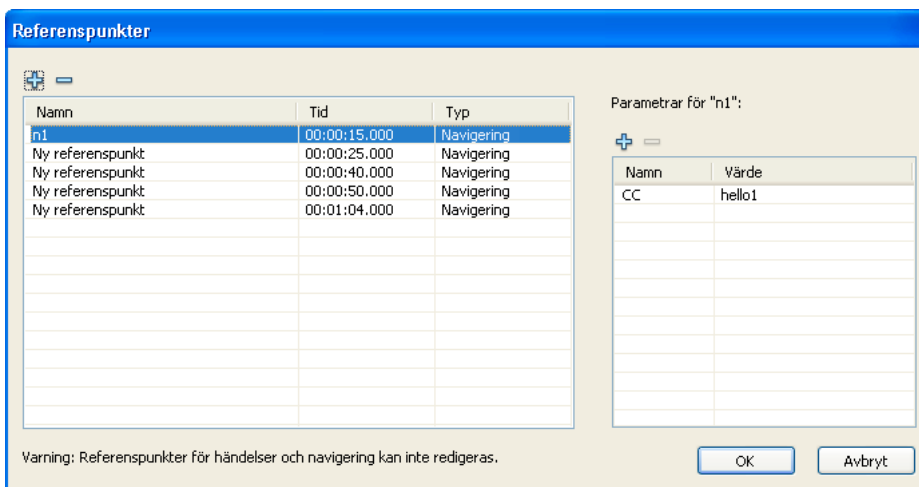 Referenspunkter
Namn Tid Typ
n1 00:00:15.000 Navigering
Ny referenspunkt 00:00:25.000 Navigering
Ny referenspunkt 00:00:40.000 Navigering
Ny referenspunkt 00:00:50.000 Navigering
Ny referenspunkt 00:01:04.000 Navigering
Parametrar för "n1":
Namn Värde
CC hello1
Varning: Referenspunkter för händelser och navigering kan inte redigeras.
OK Avbryt